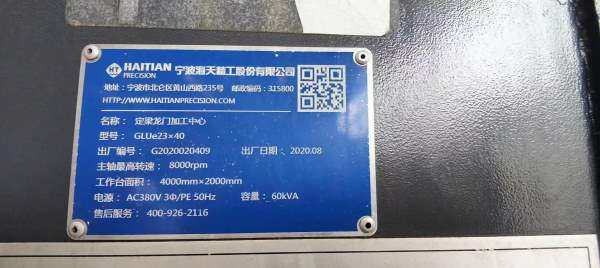 HT HAITIAN PRECISION 宁波海天精工股份有限公司
地址：宁波市北仑区黄山西路235号 邮政编码：315800
HTTP://WWW.HAITIANPRECISION.COM
名称：定梁龙门加工中心
型号：GLUe23×40
出厂编号：G2020020409 出厂日期：2020.08
主轴最高转速：8000rpm
工作台面积：4000mm×2000mm
电源：AC380V 3Φ/PE 50Hz 容量：60kVA
售后服务：400-926-2116